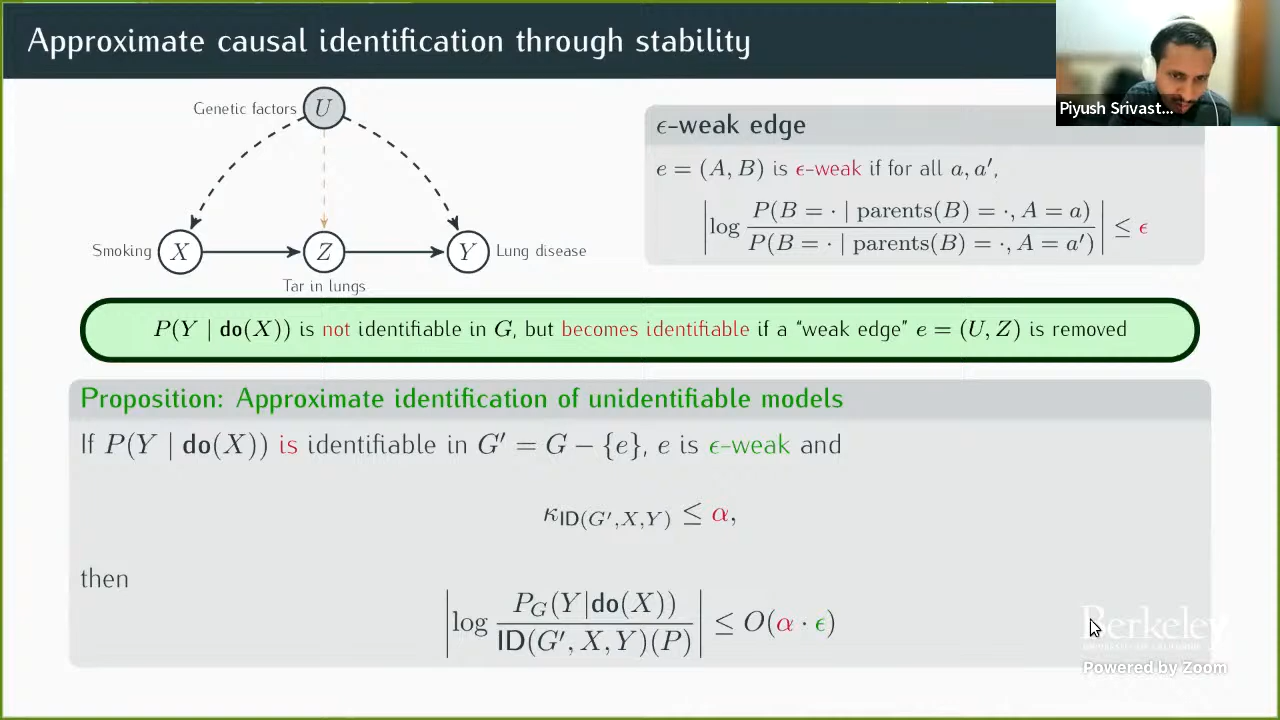 Approximate causal identification through stability
Piyush Srivast...
Genetic factors
U
Smoking
X
Z
Y
Lung disease
Tar in lungs
ϵ-weak edge
e = (A, B) is ϵ-weak if for all a, a′,
|log P(B = · | parents(B) = ·, A = a) / P(B = · | parents(B) = ·, A = a′)| ≤ ϵ
P(Y | do(X)) is not identifiable in G, but becomes identifiable if a “weak edge” e = (U, Z) is removed
Proposition: Approximate identification of unidentifiable models
If P(Y | do(X)) is identifiable in G′ = G − {e}, e is ϵ-weak and
κ_ID(G′,X,Y) ≤ α,
then
|log P_G(Y|do(X)) / ID(G′, X, Y)(P)| ≤ O(α · ϵ)
Berkeley
UNIVERSITY OF CALIFORNIA
Powered by Zoom